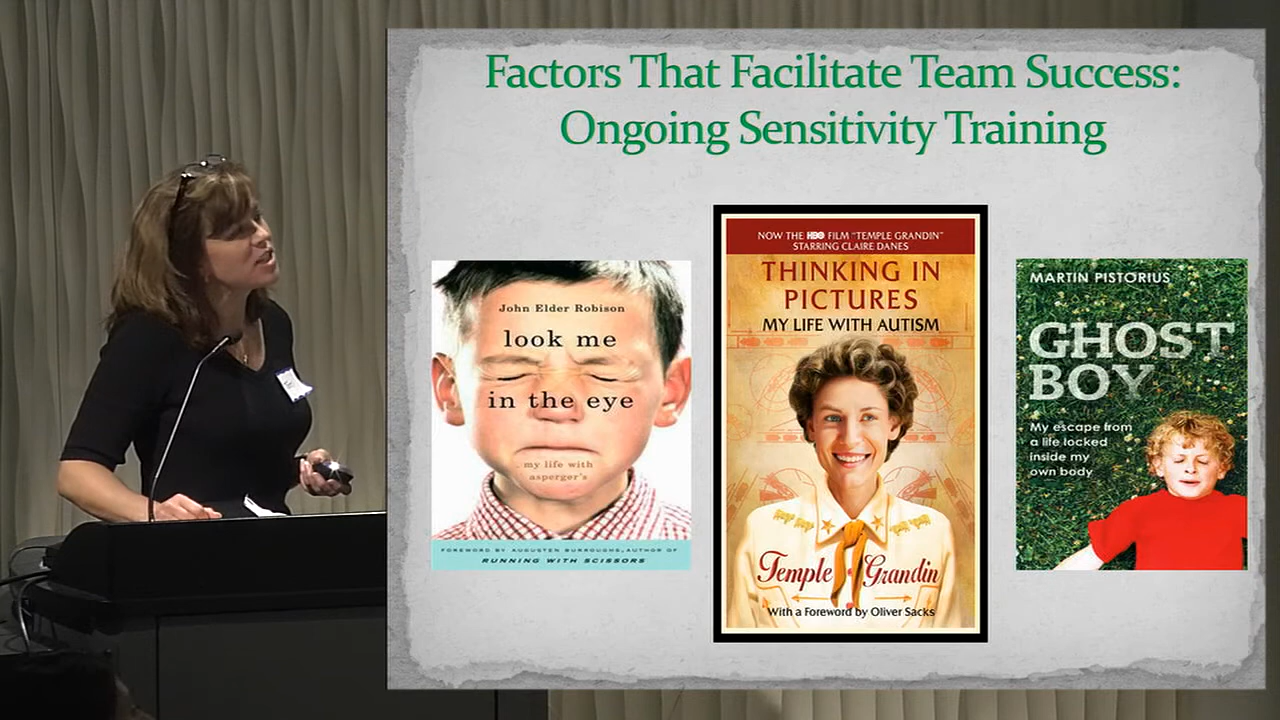 Factors That Facilitate Team Success:
Ongoing Sensitivity Training
John Elder Robison
look me
in the eye
my life with
asperger's
FOREWORD BY AUGUSTEN BURROUGHS, AUTHOR OF
RUNNING WITH SCISSORS
NOW THE HBO FILM "TEMPLE GRANDIN"
STARRING CLAIRE DANES
THINKING IN
PICTURES
MY LIFE WITH AUTISM
Temple Grandin
With a Foreword by Oliver Sacks
MARTIN PISTORIUS
GHOST
BOY
My escape from
a life locked
inside my
own body